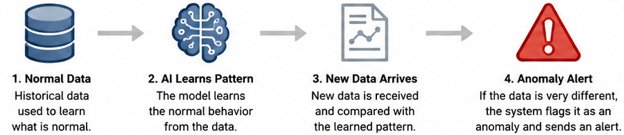 1. Normal Data
Historical data
used to learn
what is normal.
2. AI Learns Pattern
The model learns
the normal behavior
from the data.
3. New Data Arrives
New data is received
and compared with
the learned pattern.
4. Anomaly Alert
If the data is very different,
the system flags it as an
anomaly and sends an alert.